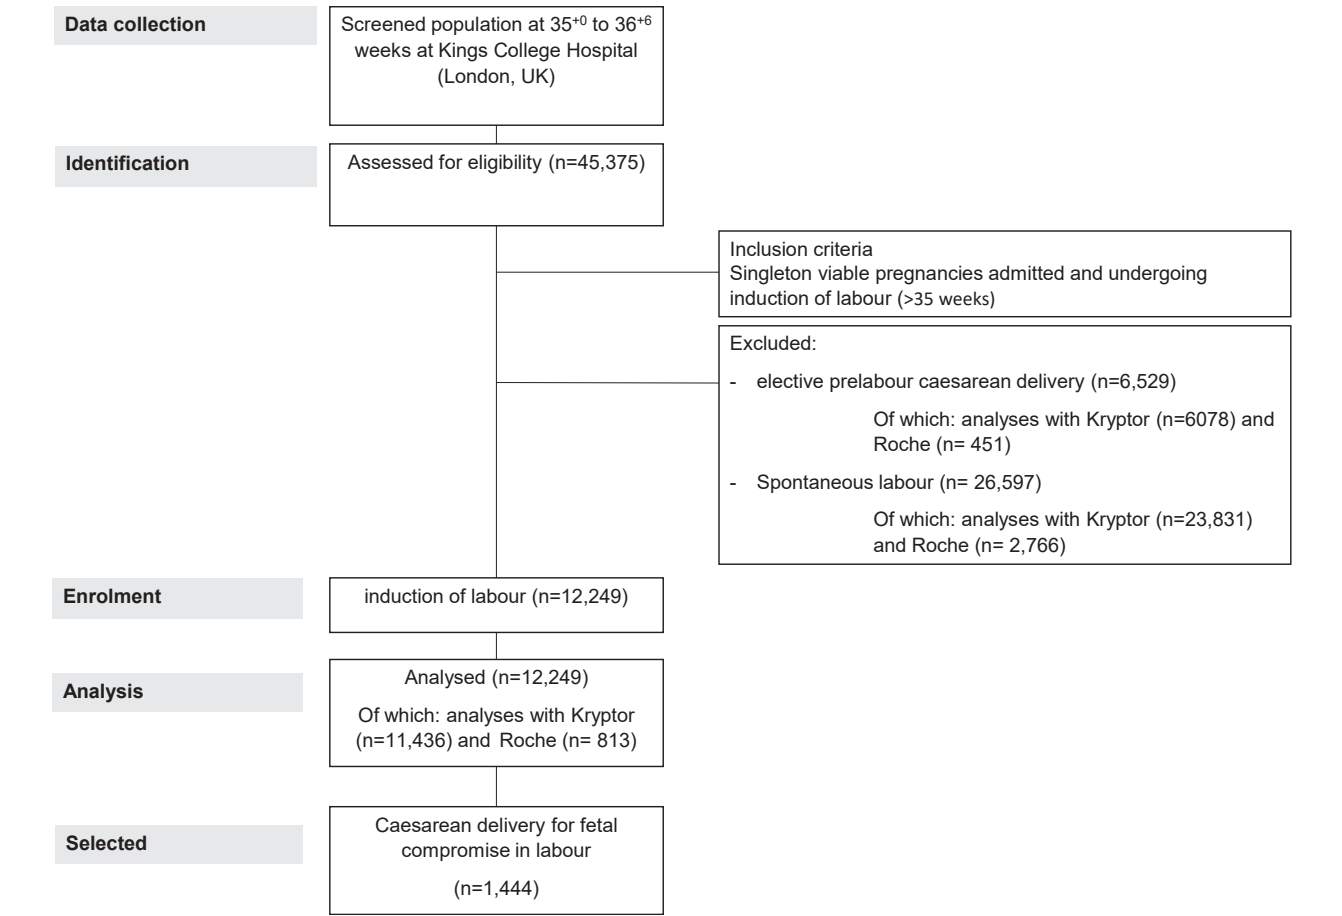 Data collection
Screened population at 35+0 to 36+6
weeks at Kings College Hospital
(London, UK)
Identification
Assessed for eligibility (n=45,375)
Inclusion criteria
Singleton viable pregnancies admitted and undergoing
induction of labour (>35 weeks)
Excluded:
- elective prelabour caesarean delivery (n=6,529)
Of which: analyses with Kryptor (n=6078) and
Roche (n= 451)
- Spontaneous labour (n= 26,597)
Of which: analyses with Kryptor (n=23,831)
and Roche (n= 2,766)
Enrolment
induction of labour (n=12,249)
Analysis
Analysed (n=12,249)
Of which: analyses with Kryptor
(n=11,436) and Roche (n= 813)
Selected
Caesarean delivery for fetal
compromise in labour
(n=1,444)